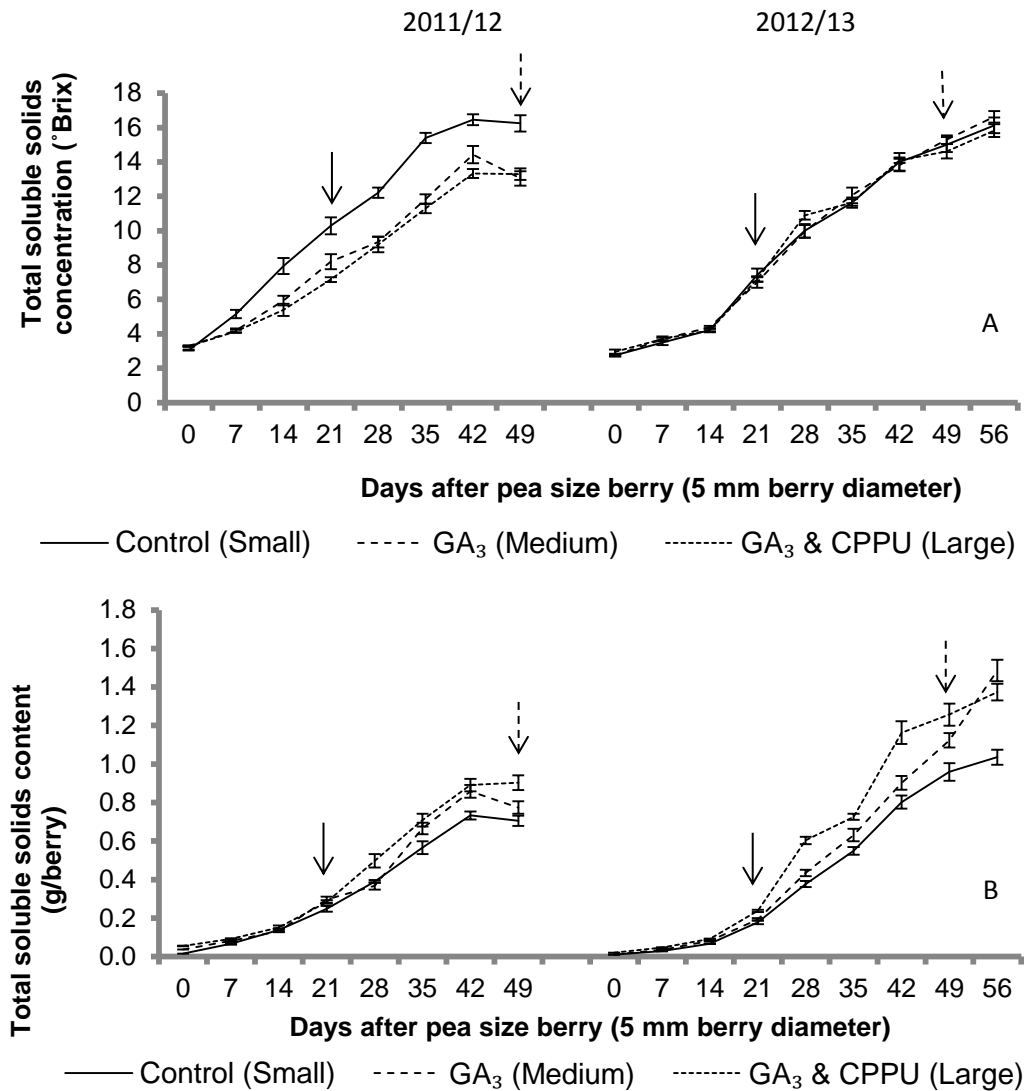 2011/12 2012/13
Total soluble solids
concentration (˚Brix)
18
16
14
12
10
8
6
4
2
0
A
0 7 14 21 28 35 42 49 0 7 14 21 28 35 42 49 56
Days after pea size berry (5 mm berry diameter)
Control (Small) GA₃ (Medium) GA₃ & CPPU (Large)
Total soluble solids content
(g/berry)
1.8
1.6
1.4
1.2
1.0
0.8
0.6
0.4
0.2
0.0
B
0 7 14 21 28 35 42 49 0 7 14 21 28 35 42 49 56
Days after pea size berry (5 mm berry diameter)
Control (Small) GA₃ (Medium) GA₃ & CPPU (Large)